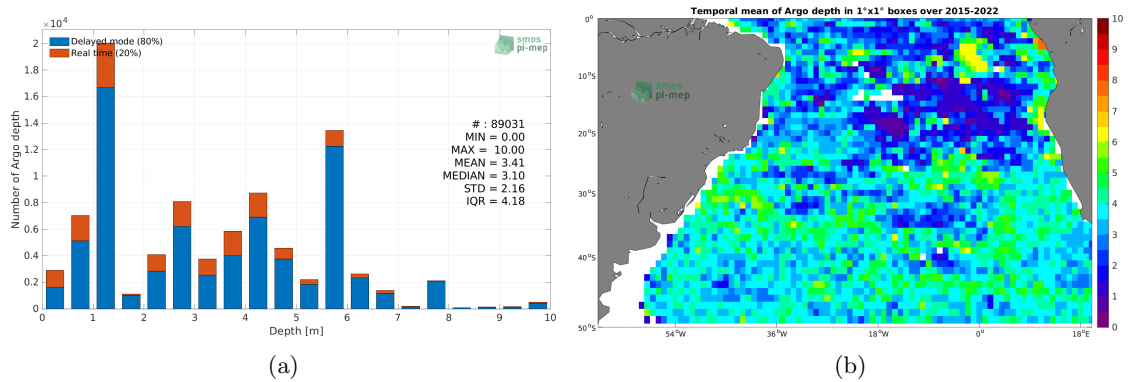 ×10⁴
Delayed mode (80%)
Real time (20%)
smos
pi-mep
2
1.8
1.6
1.4
1.2
1
0.8
0.6
0.4
0.2
0
Number of Argo depth
# : 89031
MIN = 0.00
MAX = 10.00
MEAN = 3.41
MEDIAN = 3.10
STD = 2.16
IQR = 4.18
0 1 2 3 4 5 6 7 8 9 10
Depth [m]
(a)
Temporal mean of Argo depth in 1°x1° boxes over 2015-2022
0°
10°S
20°S
30°S
40°S
50°S
smos
pi-mep
54°W 36°W 18°W 0° 18°E
10
9
8
7
6
5
4
3
2
1
0
(b)